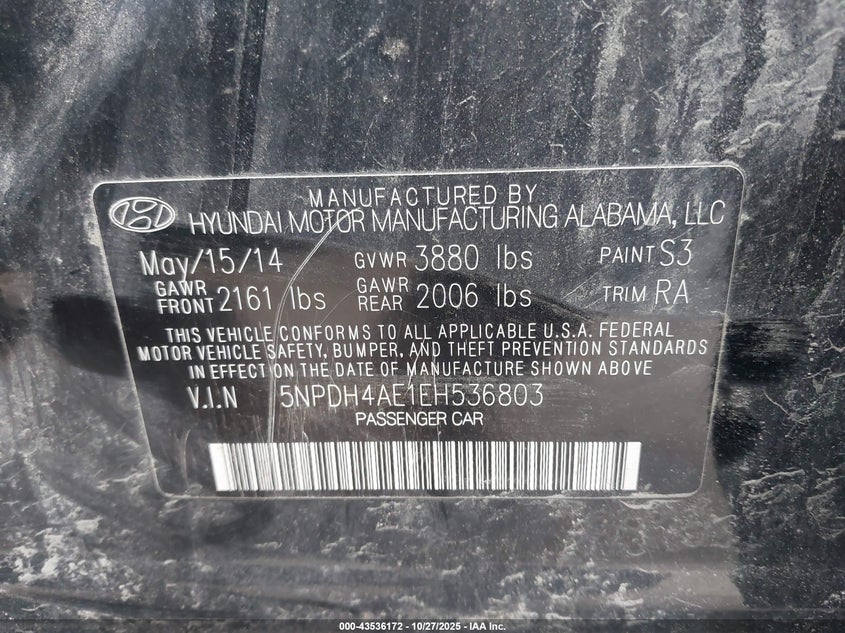 MANUFACTURED BY
HYUNDAI MOTOR MANUFACTURING ALABAMA, LLC
May/15/14 GVWR 3880 lbs PAINT S3
GAWR FRONT 2161 lbs GAWR REAR 2006 lbs TRIM RA
THIS VEHICLE CONFORMS TO ALL APPLICABLE U.S.A. FEDERAL
MOTOR VEHICLE SAFETY, BUMPER, AND THEFT PREVENTION STANDARDS
IN EFFECT ON THE DATE OF MANUFACTURE SHOWN ABOVE
V.I.N 5NPDH4AE1EH536803
PASSENGER CAR
000-43536172 • 10/27/2025 - IAA Inc.